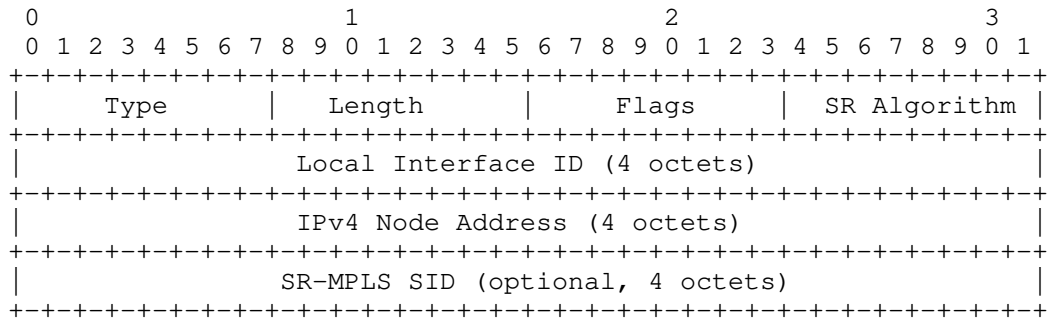 0                   1                   2                   3
 0 1 2 3 4 5 6 7 8 9 0 1 2 3 4 5 6 7 8 9 0 1 2 3 4 5 6 7 8 9 0 1
+-+-+-+-+-+-+-+-+-+-+-+-+-+-+-+-+-+-+-+-+-+-+-+-+-+-+-+-+-+-+-+-+
|     Type      |   Length      |     Flags     |  SR Algorithm |
+-+-+-+-+-+-+-+-+-+-+-+-+-+-+-+-+-+-+-+-+-+-+-+-+-+-+-+-+-+-+-+-+
|                 Local Interface ID (4 octets)                 |
+-+-+-+-+-+-+-+-+-+-+-+-+-+-+-+-+-+-+-+-+-+-+-+-+-+-+-+-+-+-+-+-+
|                 IPv4 Node Address (4 octets)                  |
+-+-+-+-+-+-+-+-+-+-+-+-+-+-+-+-+-+-+-+-+-+-+-+-+-+-+-+-+-+-+-+-+
|                SR-MPLS SID (optional, 4 octets)               |
+-+-+-+-+-+-+-+-+-+-+-+-+-+-+-+-+-+-+-+-+-+-+-+-+-+-+-+-+-+-+-+-+